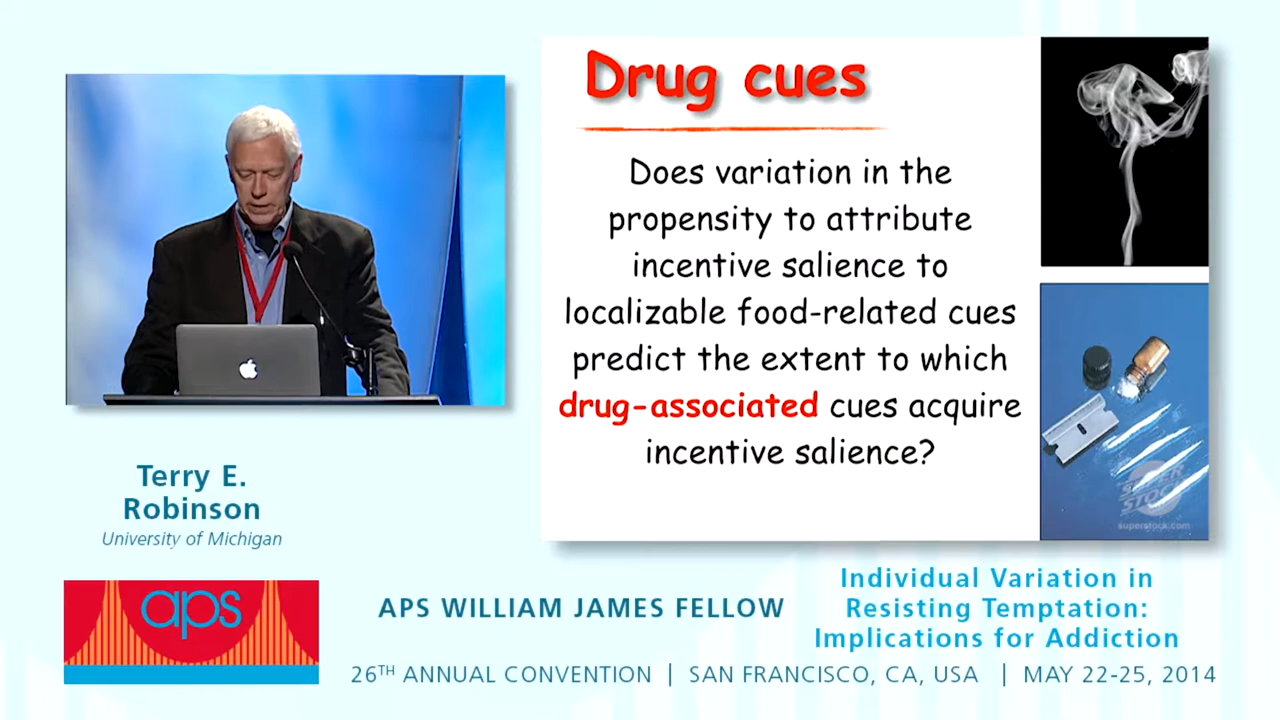 Drug cues
Does variation in the
propensity to attribute
incentive salience to
localizable food-related cues
predict the extent to which
drug-associated cues acquire
incentive salience?
SUPER
STOCK
superstock.com
Terry E.
Robinson
University of Michigan
aps
APS WILLIAM JAMES FELLOW
Individual Variation in
Resisting Temptation:
Implications for Addiction
26TH ANNUAL CONVENTION | SAN FRANCISCO, CA, USA | MAY 22-25, 2014